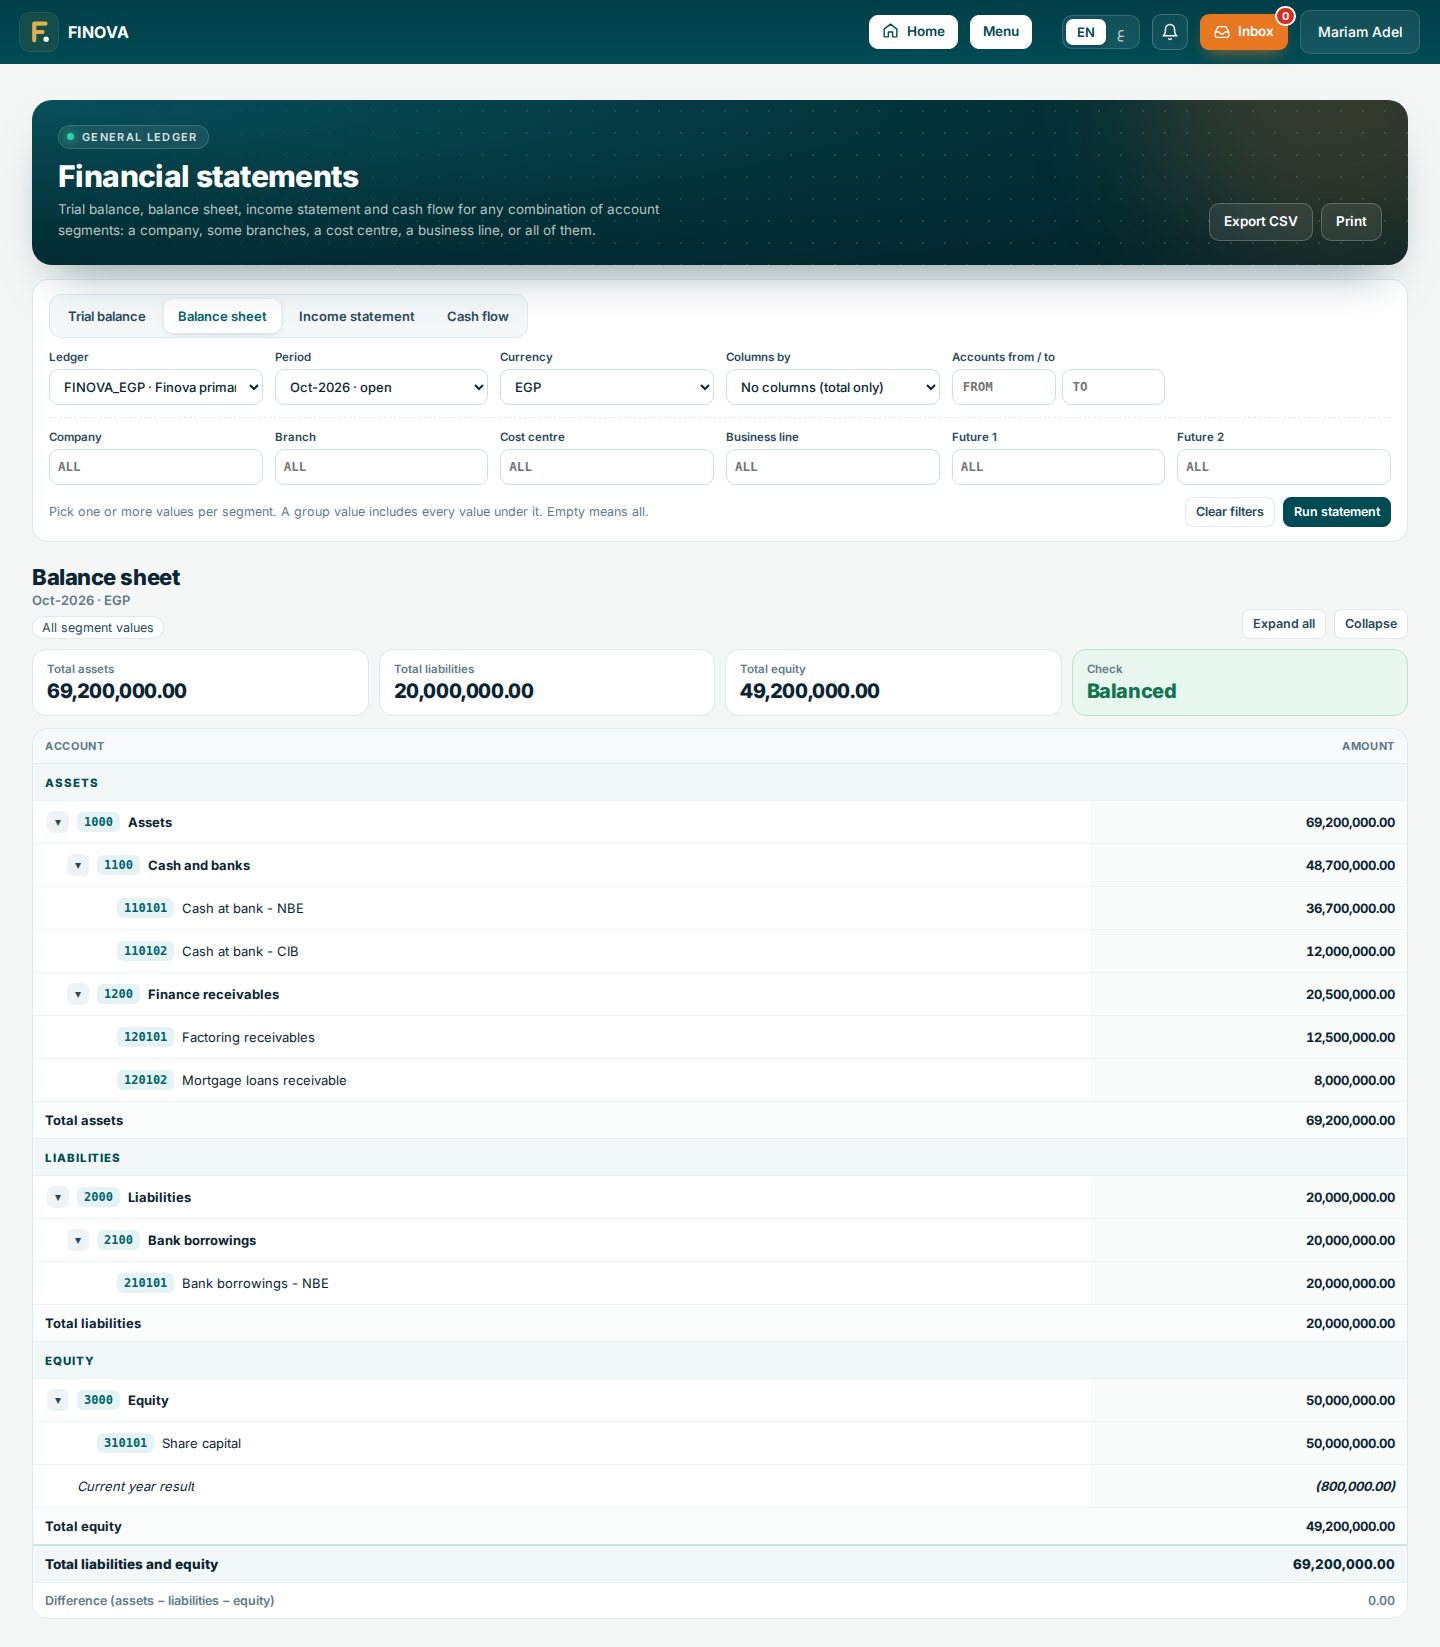 FINOVA
Home
Menu
EN
ع
Inbox
0
Mariam Adel
GENERAL LEDGER
Financial statements
Trial balance, balance sheet, income statement and cash flow for any combination of account
segments: a company, some branches, a cost centre, a business line, or all of them.
Export CSV
Print
Trial balance
Balance sheet
Income statement
Cash flow
Ledger
Period
Currency
Columns by
Accounts from / to
FINOVA_EGP · Finova primar
Oct-2026 · open
EGP
No columns (total only)
FROM
TO
Company
Branch
Cost centre
Business line
Future 1
Future 2
ALL
ALL
ALL
ALL
ALL
ALL
Pick one or more values per segment. A group value includes every value under it. Empty means all.
Clear filters
Run statement
Balance sheet
Oct-2026 · EGP
All segment values
Expand all
Collapse
Total assets
69,200,000.00
Total liabilities
20,000,000.00
Total equity
49,200,000.00
Check
Balanced
ACCOUNT AMOUNT
ASSETS
1000 Assets 69,200,000.00
1100 Cash and banks 48,700,000.00
110101 Cash at bank - NBE 36,700,000.00
110102 Cash at bank - CIB 12,000,000.00
1200 Finance receivables 20,500,000.00
120101 Factoring receivables 12,500,000.00
120102 Mortgage loans receivable 8,000,000.00
Total assets 69,200,000.00
LIABILITIES
2000 Liabilities 20,000,000.00
2100 Bank borrowings 20,000,000.00
210101 Bank borrowings - NBE 20,000,000.00
Total liabilities 20,000,000.00
EQUITY
3000 Equity 50,000,000.00
310101 Share capital 50,000,000.00
Current year result (800,000.00)
Total equity 49,200,000.00
Total liabilities and equity 69,200,000.00
Difference (assets – liabilities – equity) 0.00